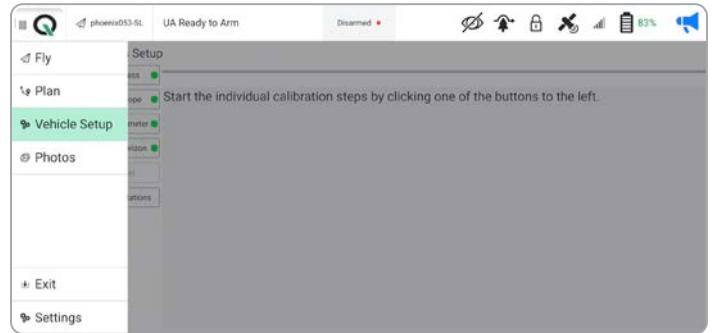 phoenix053-SL UA Ready to Arm Disarmed 83%
Fly
Setup
Plan
Start the individual calibration steps by clicking one of the buttons to the left.
Vehicle Setup
Photos
Exit
Settings